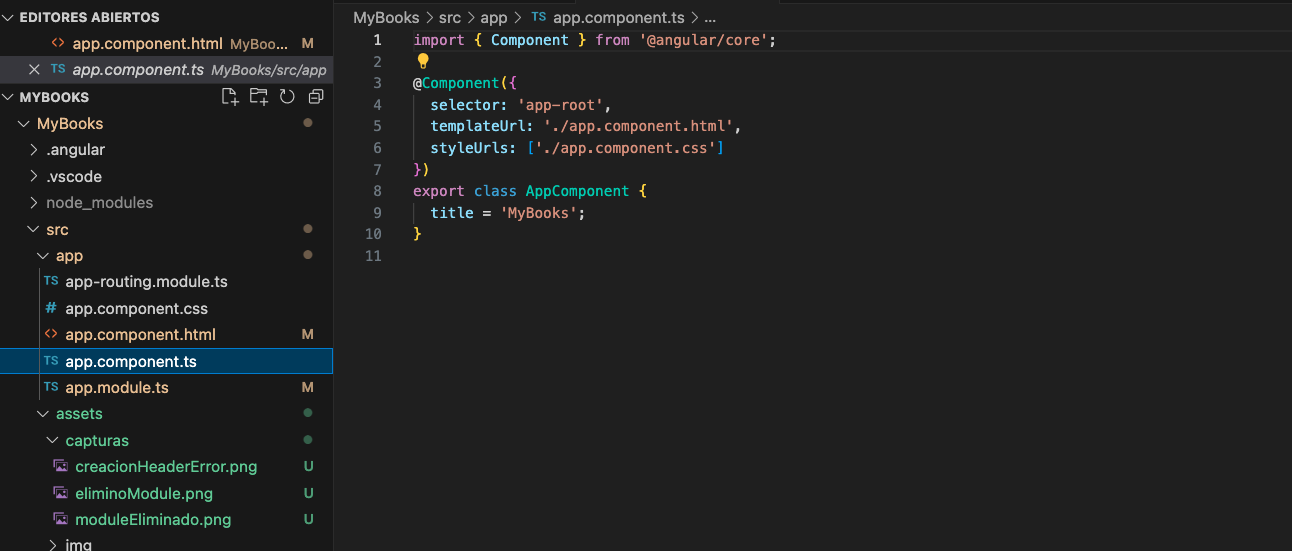 EDITORES ABIERTOS
app.component.html MyBoo... M
TS app.component.ts MyBooks/src/app
MYBOOKS
MyBooks
.angular
.vscode
node_modules
src
app
TS app-routing.module.ts
# app.component.css
<> app.component.html M
TS app.component.ts
TS app.module.ts M
assets
capturas
creacionHeaderError.png U
eliminoModule.png U
moduleEliminado.png U
img
MyBooks > src > app > TS app.component.ts > ...
1 import { Component } from '@angular/core';
2
3 @Component({
4 selector: 'app-root',
5 templateUrl: './app.component.html',
6 styleUrls: ['./app.component.css']
7 })
8 export class AppComponent {
9 title = 'MyBooks';
10 }
11